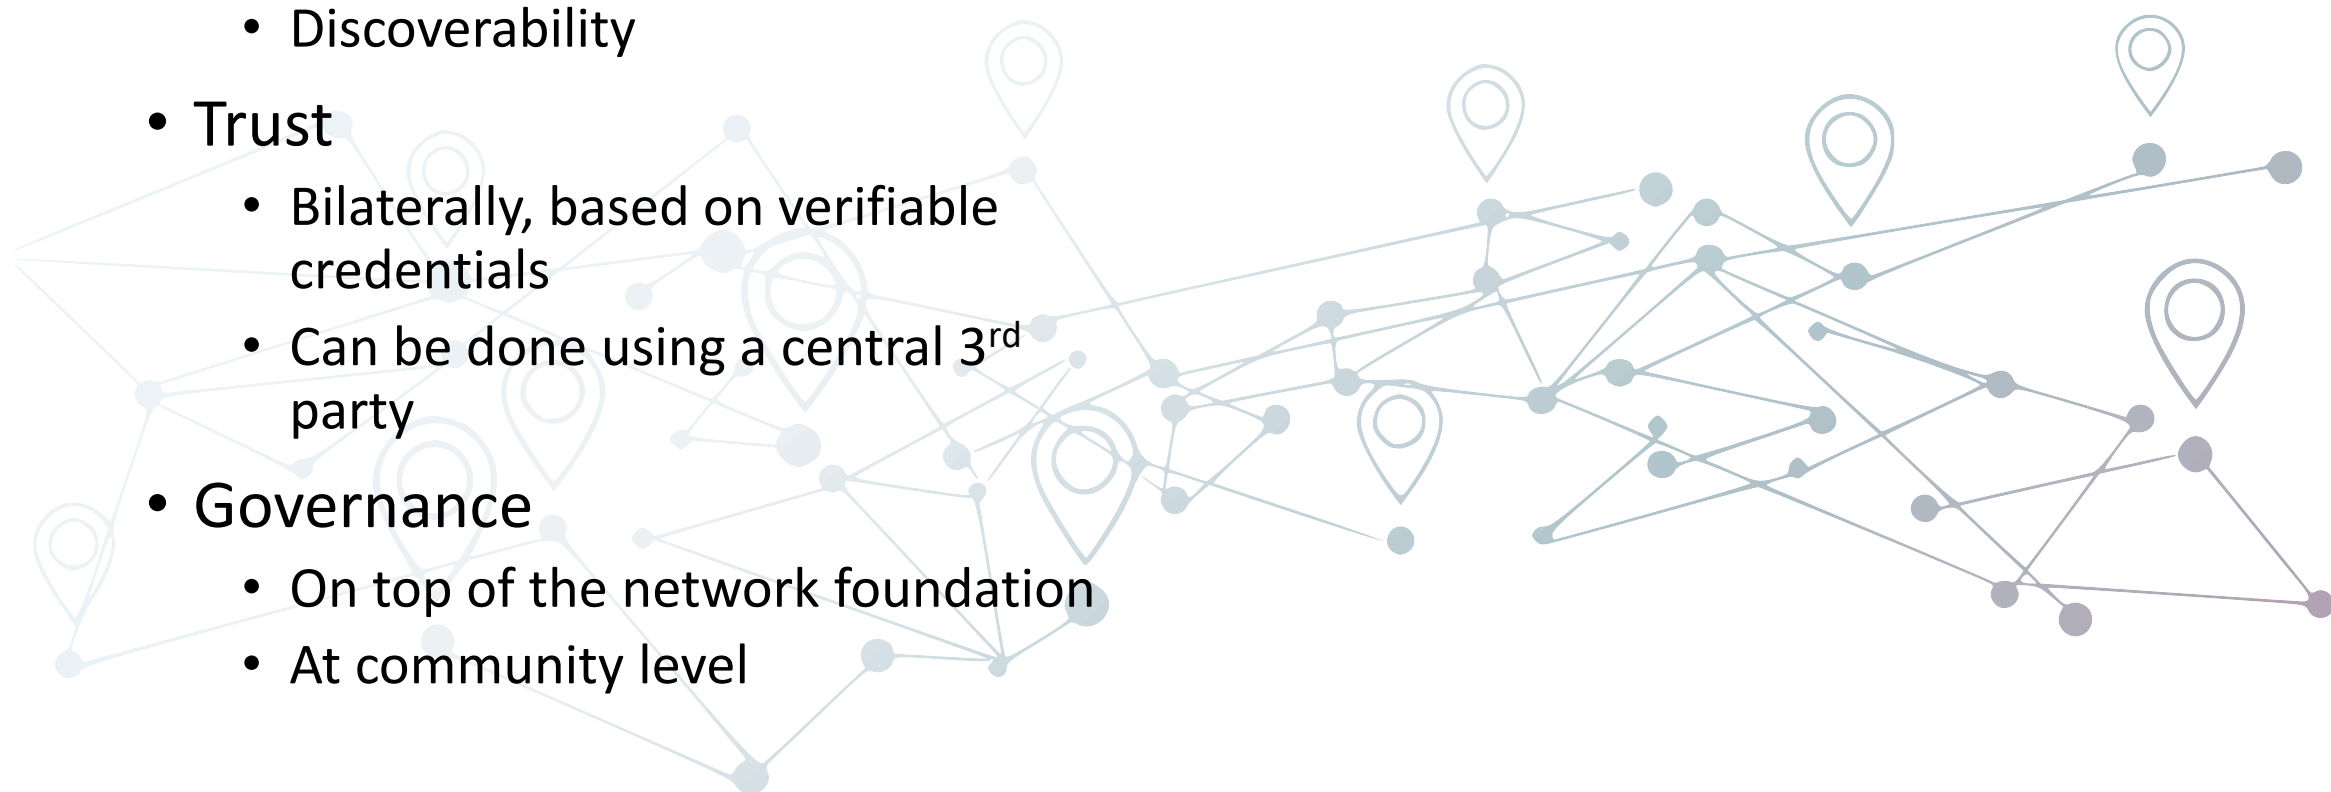 • Discoverability
• Trust
• Bilaterally, based on verifiable
credentials
• Can be done using a central 3rd
party
• Governance
• On top of the network foundation
• At community level